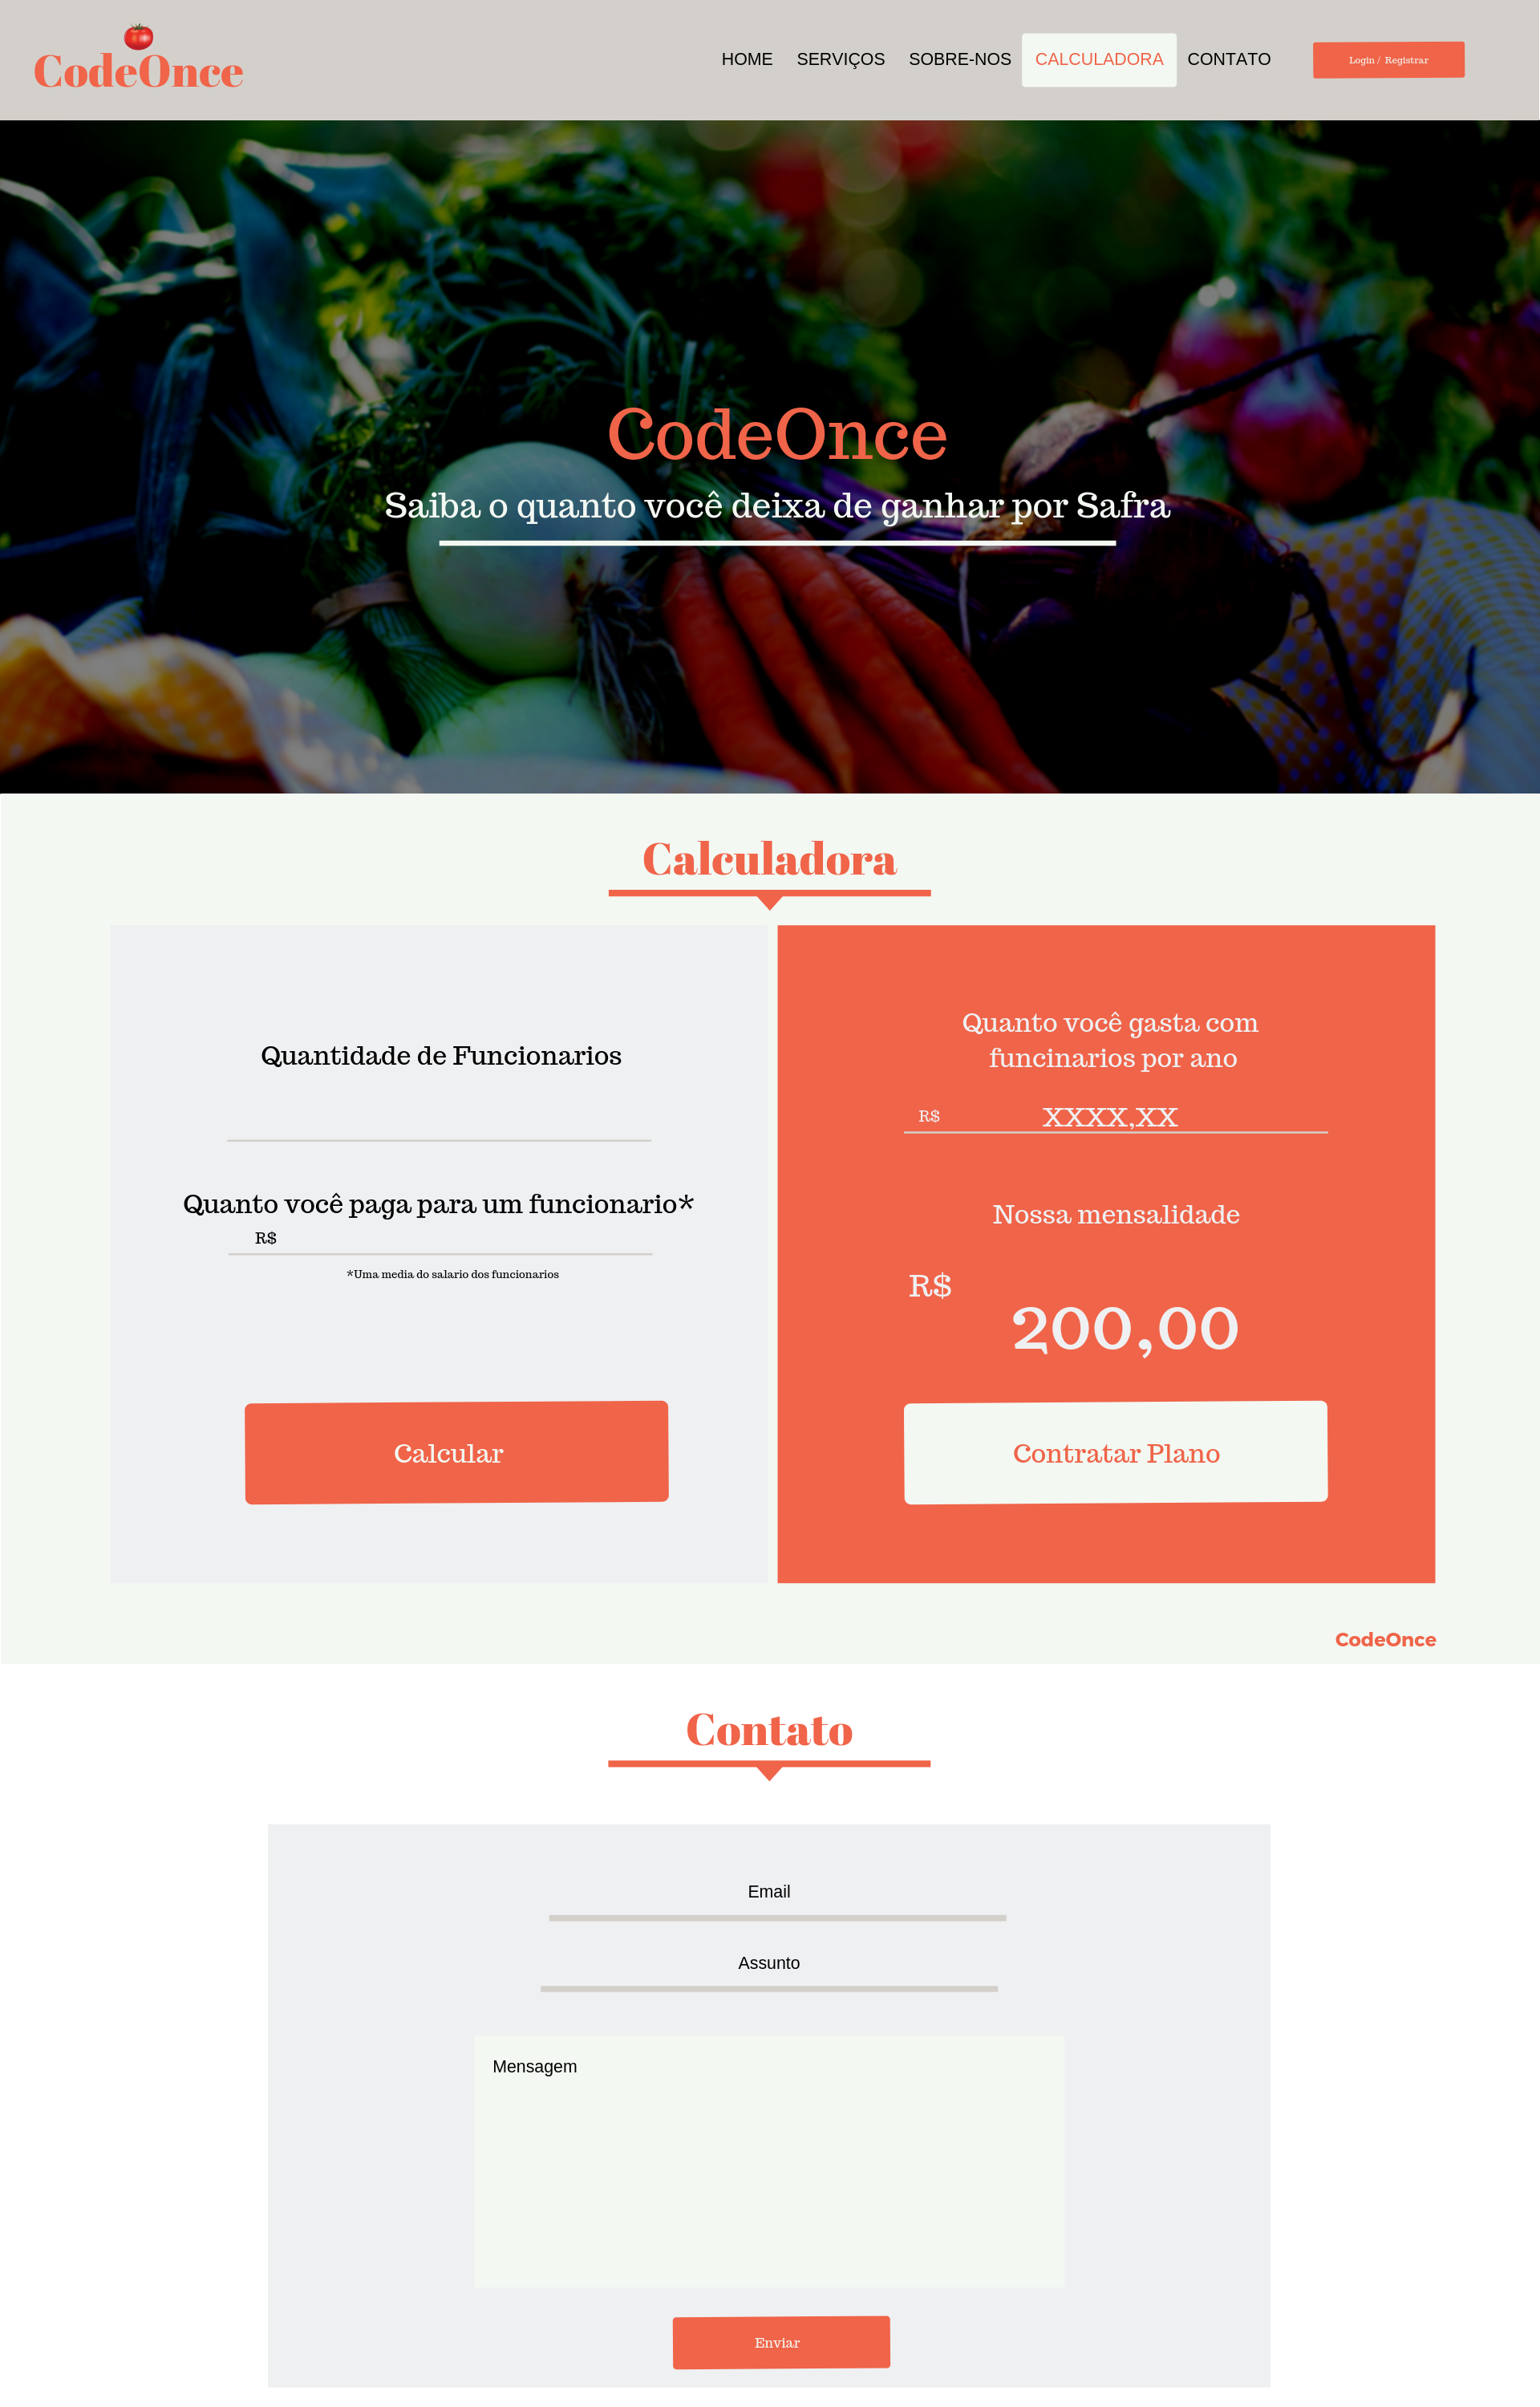 CodeOnce
HOME SERVIÇOS SOBRE-NOS CALCULADORA CONTATO
Login / Registrar
CodeOnce
Saiba o quanto você deixa de ganhar por Safra
Calculadora
Quantidade de Funcionarios
Quanto você paga para um funcionario*
R$
*Uma media do salario dos funcionarios
Calcular
Quanto você gasta com
funcinarios por ano
R$ XXXX,XX
Nossa mensalidade
R$
200,00
Contratar Plano
CodeOnce
Contato
Email
Assunto
Mensagem
Enviar